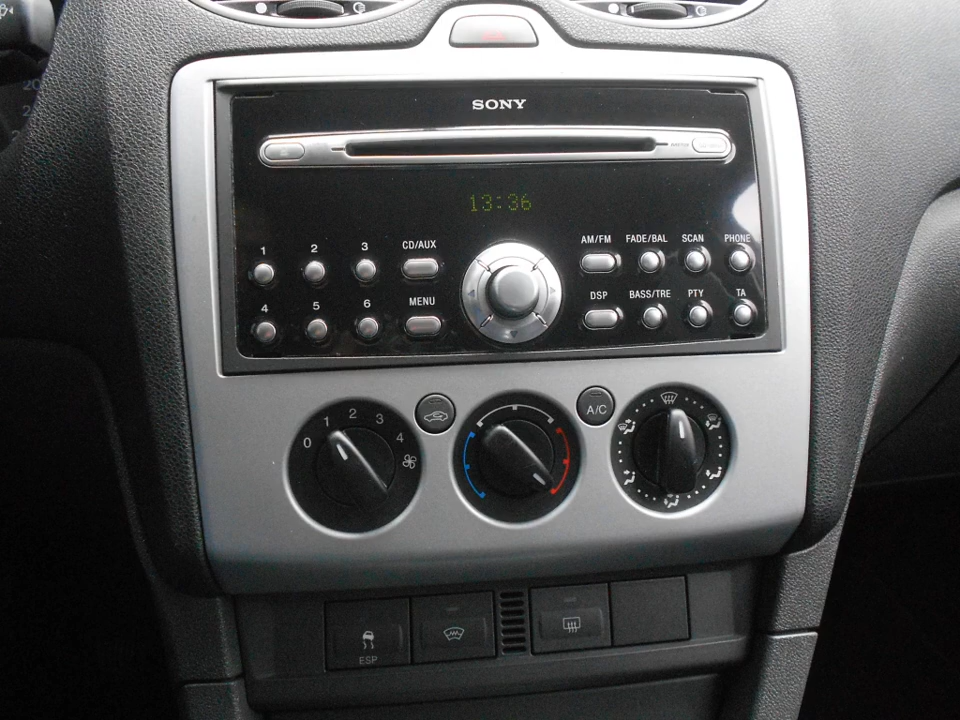 SONY
13:36
1 2 3 CD/AUX
AM/FM FADE/BAL SCAN PHONE
4 5 6 MENU
DSP BASS/TRE PTY TA
0 1 2 3 4
A/C
ESP